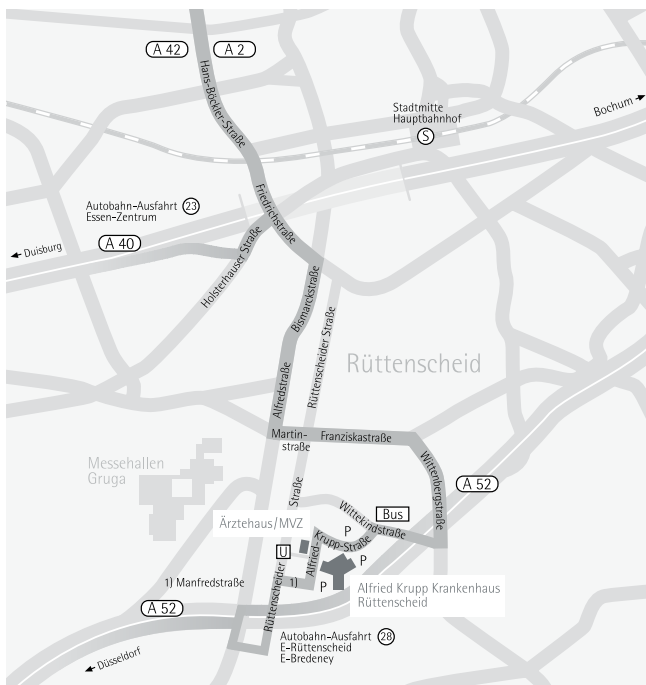 A 42
A 2
Hans-Böckler-Straße
Stadtmitte
Hauptbahnhof
S
Bochum
Autobahn-Ausfahrt 23
Essen-Zentrum
Friedrichstraße
Duisburg
A 40
Holsterhauser Straße
Bismarckstraße
Rüttenscheider Straße
Rüttenscheid
Alfredstraße
Martin-
straße
Franziskastraße
Wittenbergstraße
Messehallen
Gruga
A 52
Straße
Bus
Wittekindstraße
Ärztehaus/MVZ
P
Krupp-Straße
U
Alfried-
P
1) Manfredstraße
Rüttenscheider
1)
P
Alfried Krupp Krankenhaus
Rüttenscheid
A 52
Autobahn-Ausfahrt 28
E-Rüttenscheid
E-Bredeney
Düsseldorf